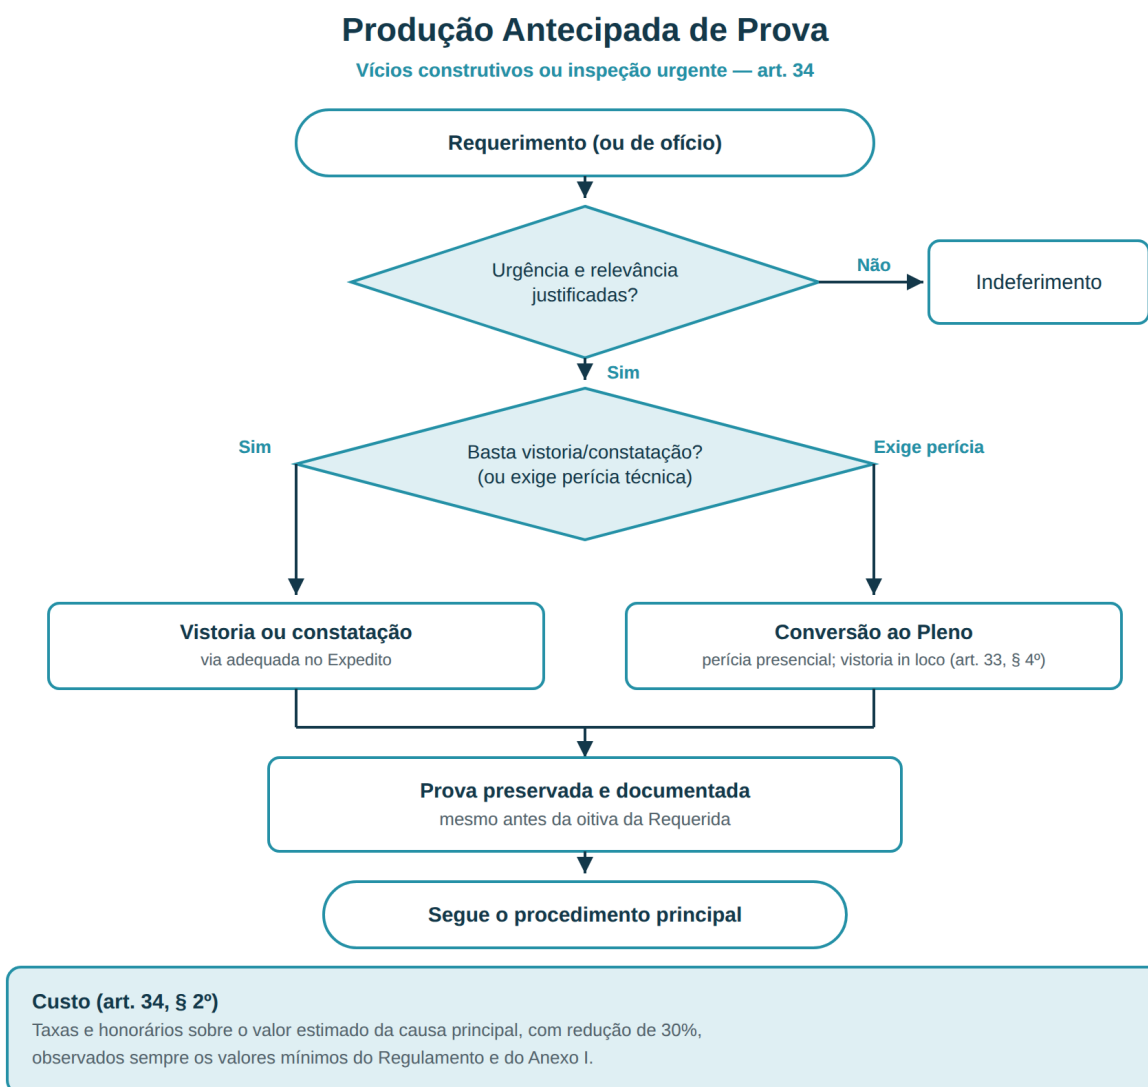 Produção Antecipada de Prova
Vícios construtivos ou inspeção urgente — art. 34
Requerimento (ou de ofício)
Urgência e relevância
justificadas?
Não
Indeferimento
Sim
Basta vistoria/constatação?
(ou exige perícia técnica)
Sim
Exige perícia
Vistoria ou constatação
via adequada no Expedito
Conversão ao Pleno
perícia presencial; vistoria in loco (art. 33, § 4º)
Prova preservada e documentada
mesmo antes da oitiva da Requerida
Segue o procedimento principal
Custo (art. 34, § 2º)
Taxas e honorários sobre o valor estimado da causa principal, com redução de 30%,
observados sempre os valores mínimos do Regulamento e do Anexo I.